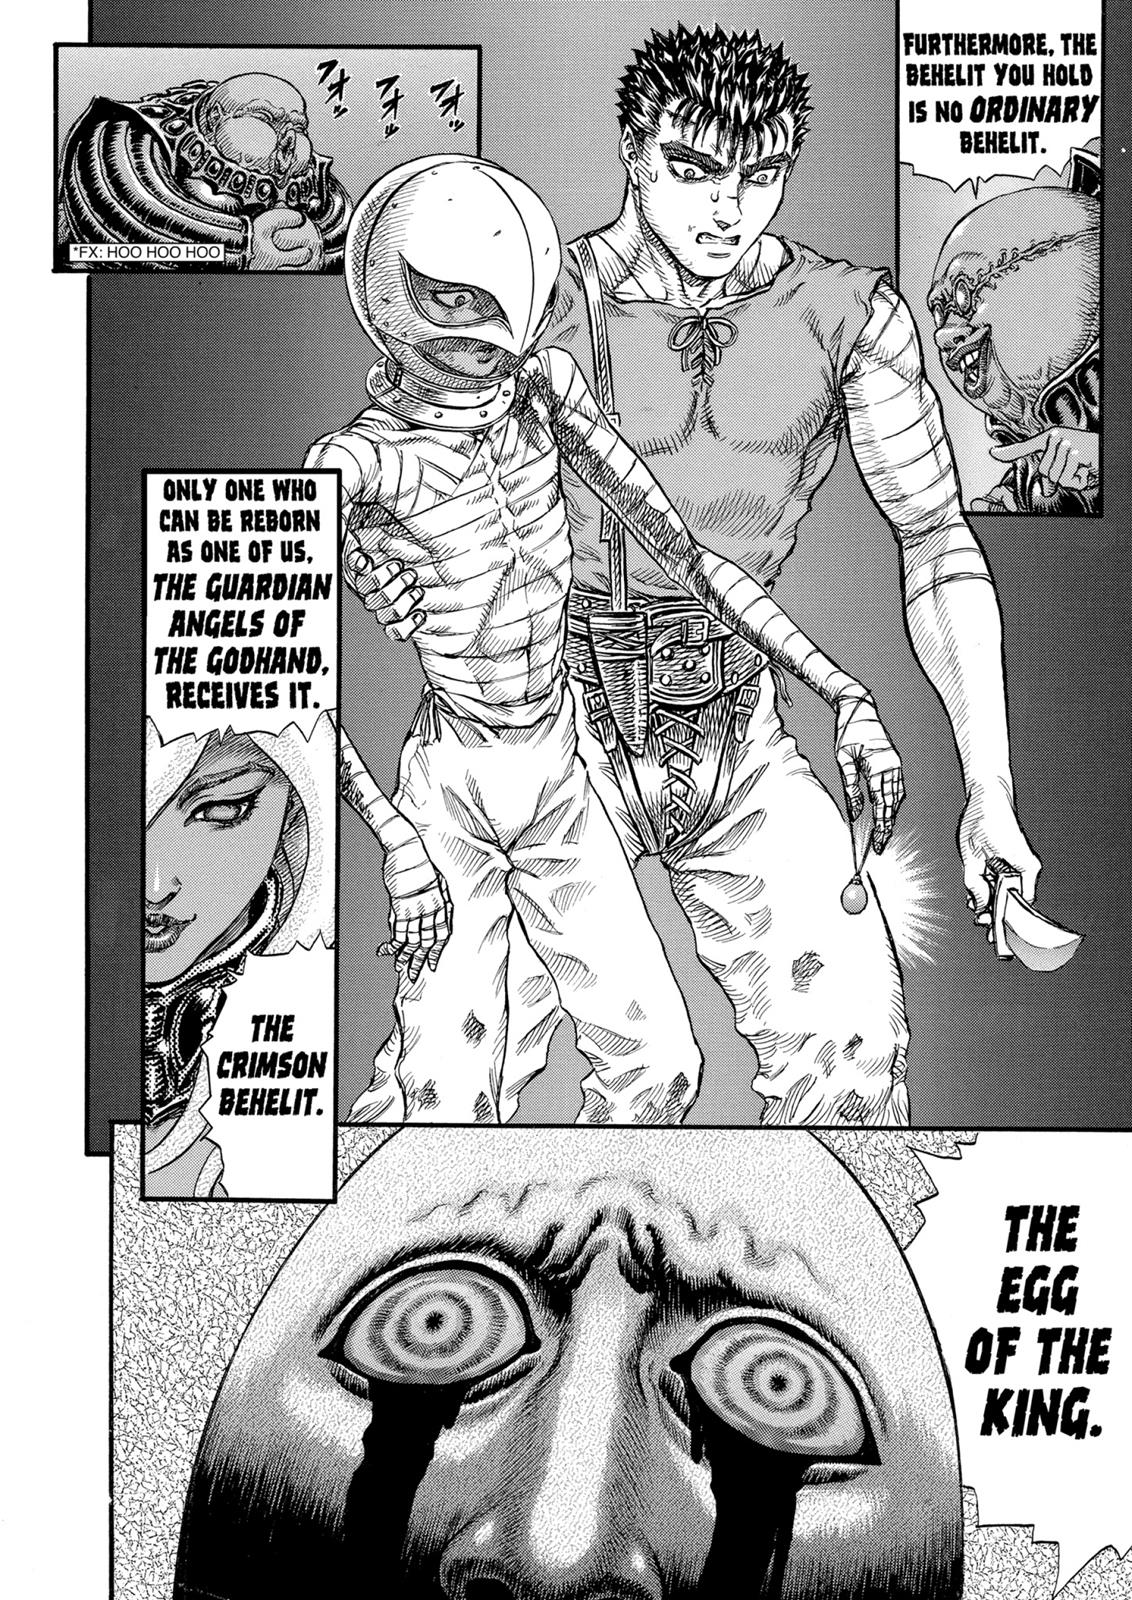 FURTHERMORE, THE
BEHELIT YOU HOLD
IS NO ORDINARY
BEHELIT.
フォッ
フォッ
フォッ
*FX: HOO HOO HOO
ONLY ONE WHO
CAN BE REBORN
AS ONE OF US,
THE GUARDIAN
ANGELS OF
THE GODHAND,
RECEIVES IT.
THE
CRIMSON
BEHELIT.
THE
EGG
OF THE
KING.